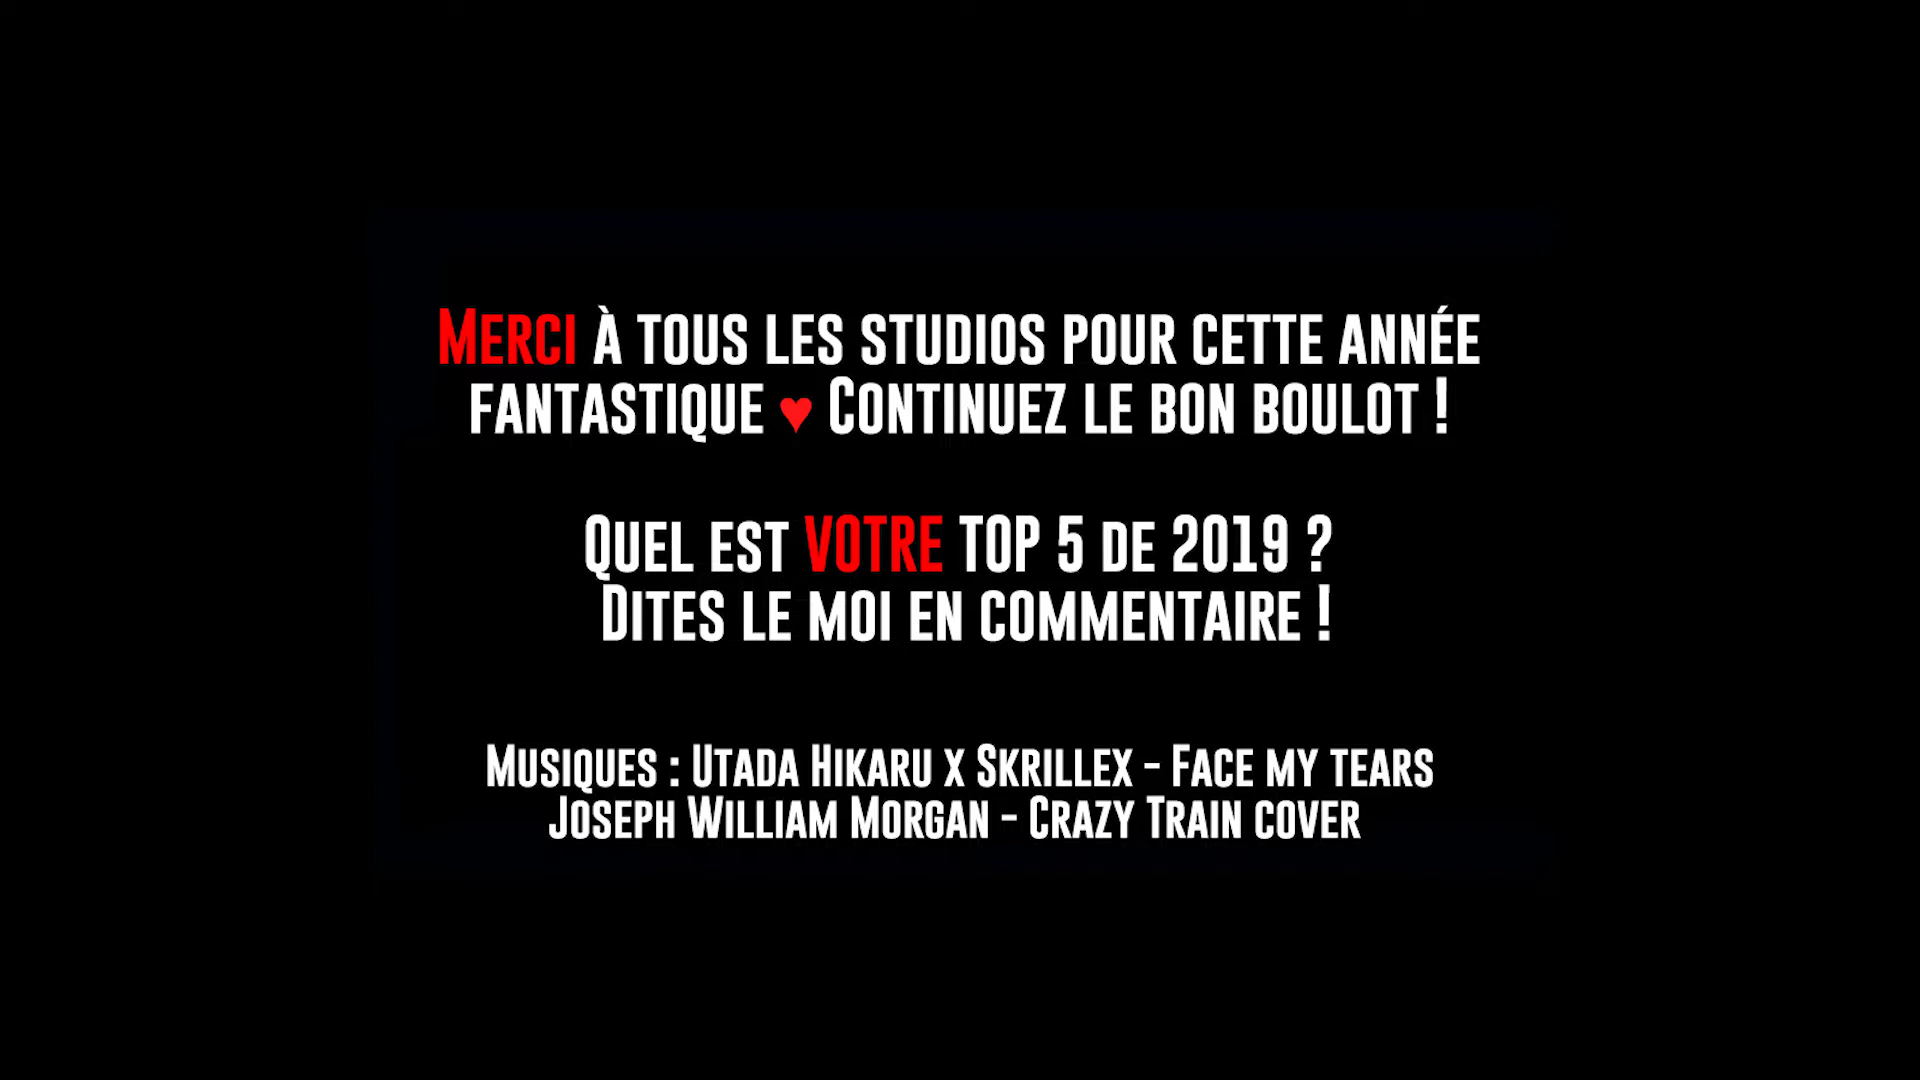 Merci à tous les studios pour cette année
fantastique ♥ Continuez le bon boulot !
Quel est VOTRE TOP 5 de 2019 ?
Dites le moi en commentaire !
Musiques : Utada Hikaru x Skrillex - Face my tears
Joseph William Morgan - Crazy Train cover